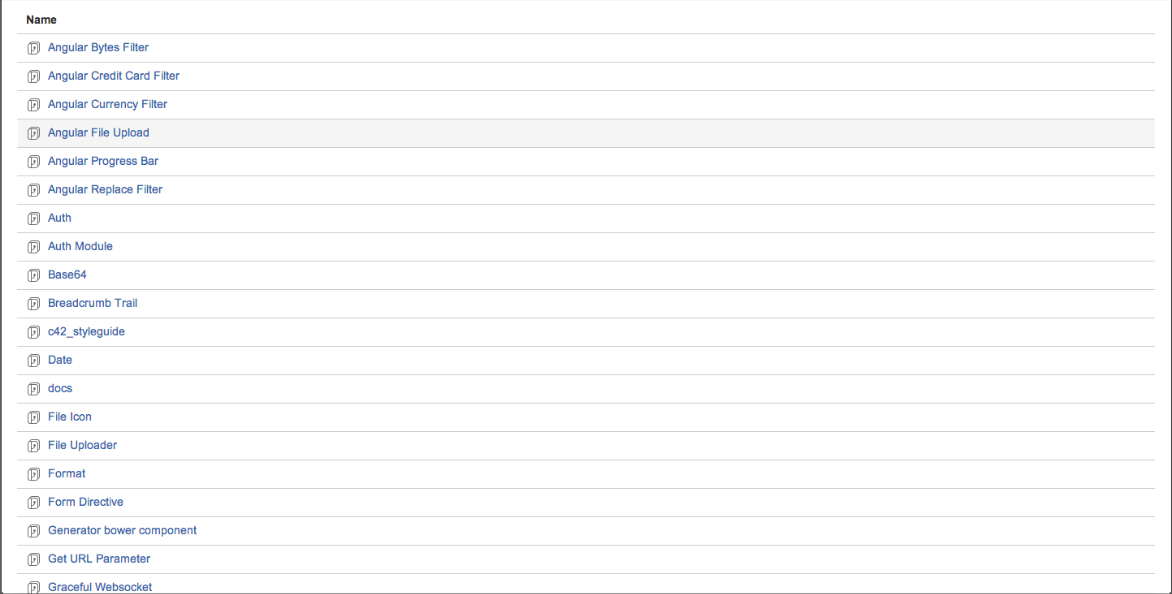 Name
Angular Bytes Filter
Angular Credit Card Filter
Angular Currency Filter
Angular File Upload
Angular Progress Bar
Angular Replace Filter
Auth
Auth Module
Base64
Breadcrumb Trail
c42_styleguide
Date
docs
File Icon
File Uploader
Format
Form Directive
Generator bower component
Get URL Parameter
Graceful Websocket